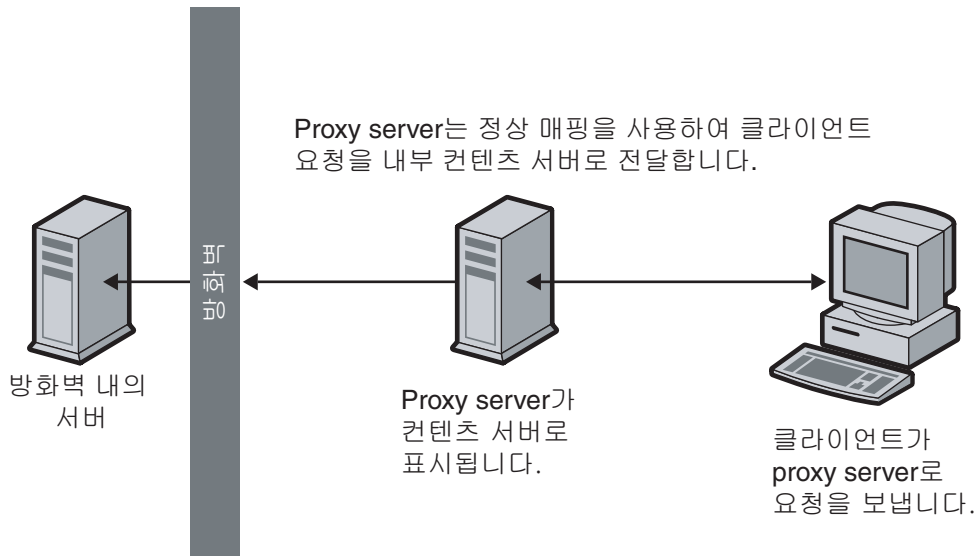 Proxy server는 정상 매핑을 사용하여 클라이언트
요청을 내부 컨텐츠 서버로 전달합니다.
방화벽
방화벽 내의
서버
Proxy server가
컨텐츠 서버로
표시됩니다.
클라이언트가
proxy server로
요청을 보냅니다.